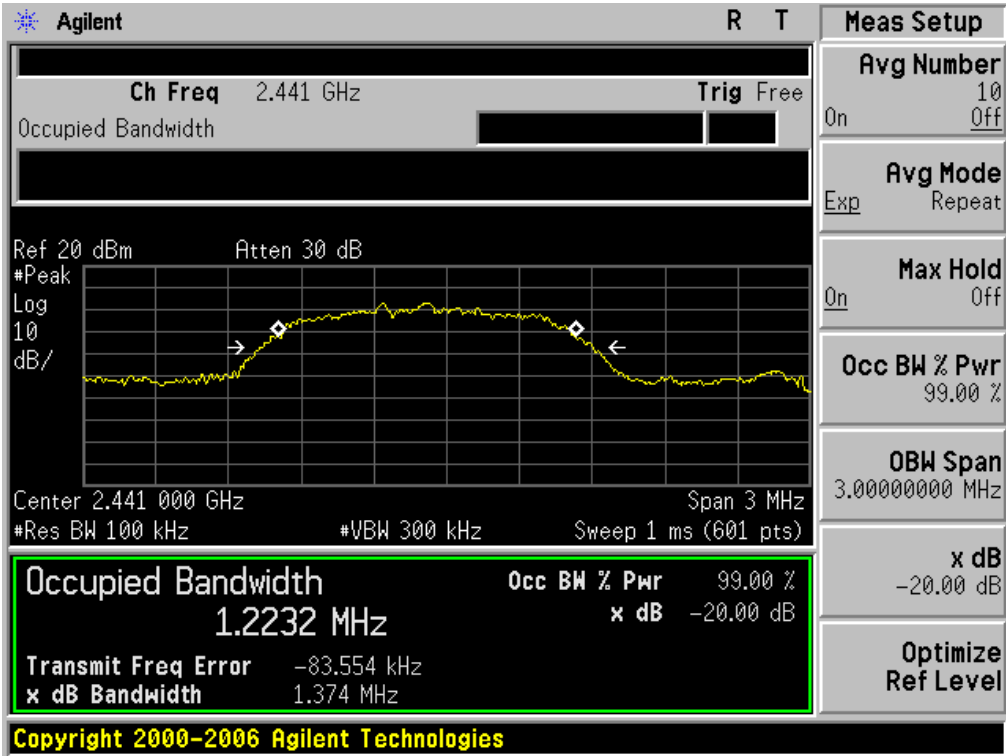 Agilent R T
Ch Freq 2.441 GHz Trig Free
Occupied Bandwidth
Ref 20 dBm Atten 30 dB
#Peak
Log
10
dB/
Center 2.441 000 GHz Span 3 MHz
#Res BW 100 kHz #VBW 300 kHz Sweep 1 ms (601 pts)
Occupied Bandwidth
1.2232 MHz
Occ BW % Pwr 99.00 %
x dB -20.00 dB
Transmit Freq Error -83.554 kHz
x dB Bandwidth 1.374 MHz
Copyright 2000-2006 Agilent Technologies
Meas Setup
Avg Number
10
On Off
Avg Mode
Exp Repeat
Max Hold
On Off
Occ BW % Pwr
99.00 %
OBW Span
3.00000000 MHz
x dB
-20.00 dB
Optimize
Ref Level